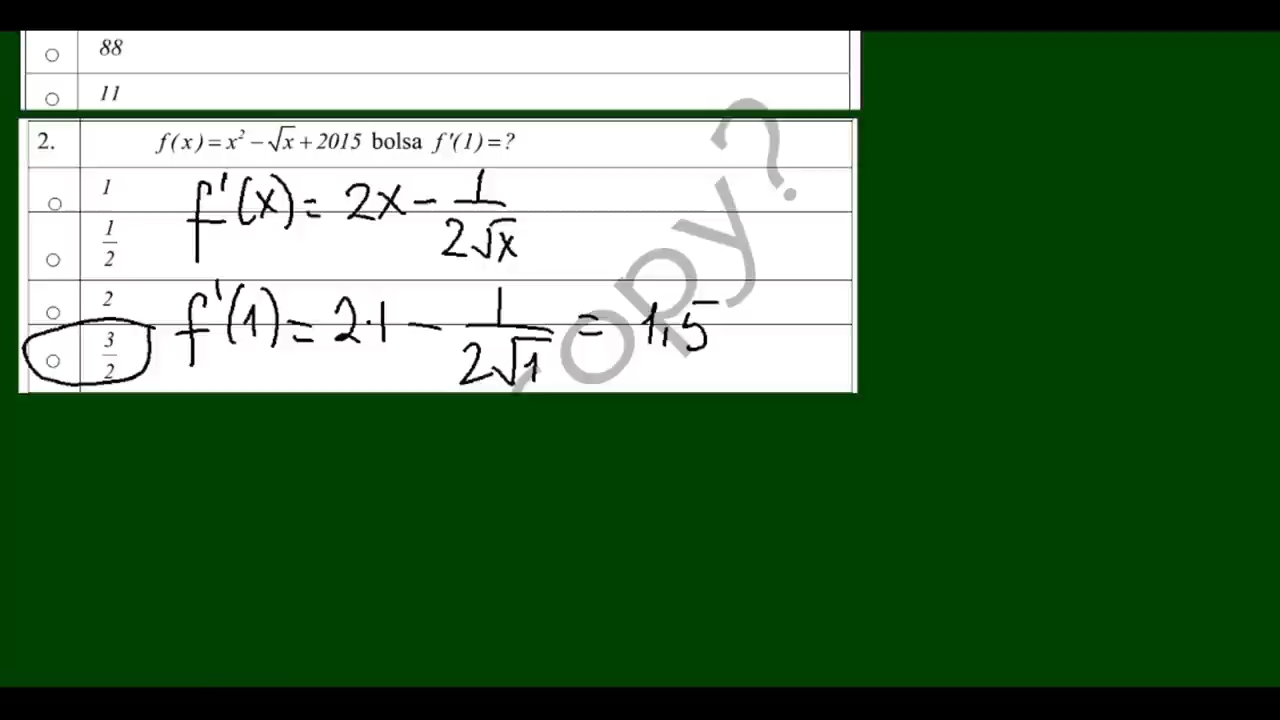 88
11
2. f(x)=x²−√x+2015 bolsa f'(1)=?
1
f'(x)= 2x − 1/(2√x)
1/2
2
f'(1)= 2·1 − 1/(2√1) = 1,5
3/2
opy?